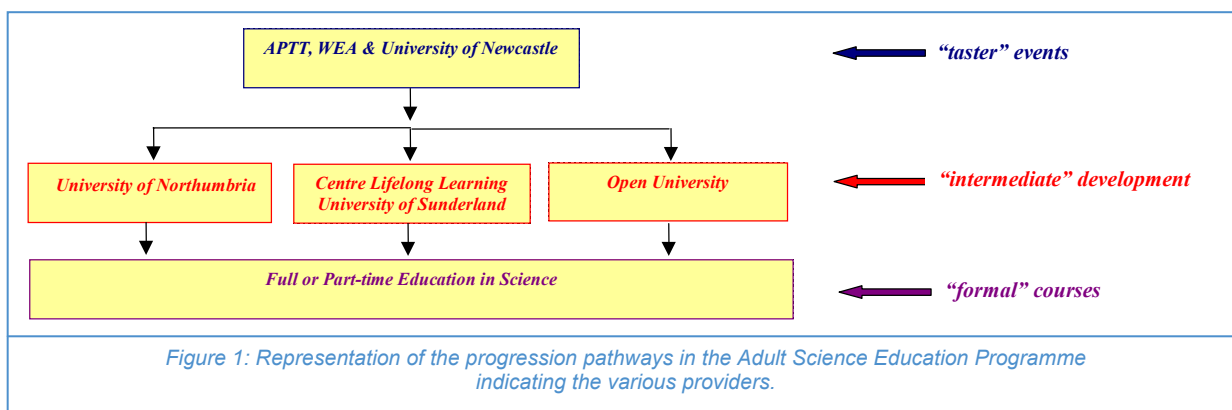 APTT, WEA & University of Newcastle
“taster” events
University of Northumbria
Centre Lifelong Learning
University of Sunderland
Open University
“intermediate” development
Full or Part-time Education in Science
“formal” courses
Figure 1: Representation of the progression pathways in the Adult Science Education Programme
indicating the various providers.